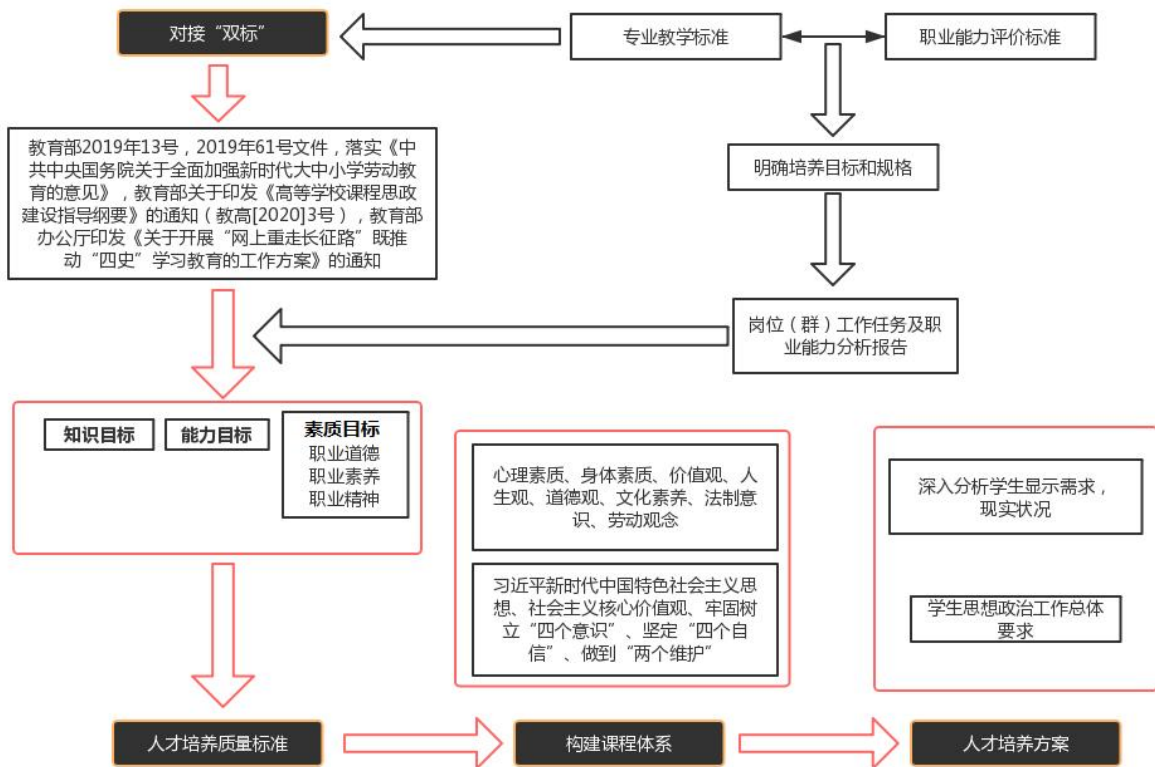 对接“双标”
专业教学标准
职业能力评价标准
教育部2019年13号，2019年61号文件，落实《中
共中央国务院关于全面加强新时代大中小学劳动教
育的意见》，教育部关于印发《高等学校课程思政
建设指导纲要》的通知（教高[2020]3号），教育部
办公厅印发《关于开展“网上重走长征路”既推
动“四史”学习教育的工作方案》的通知
明确培养目标和规格
岗位（群）工作任务及职
业能力分析报告
知识目标
能力目标
素质目标
职业道德
职业素养
职业精神
心理素质、身体素质、价值观、人
生观、道德观、文化素养、法制意
识、劳动观念
习近平新时代中国特色社会主义思
想、社会主义核心价值观、牢固树
立“四个意识”、坚定“四个自
信”、做到“两个维护”
深入分析学生显示需求，
现实状况
学生思想政治工作总体
要求
人才培养质量标准
构建课程体系
人才培养方案